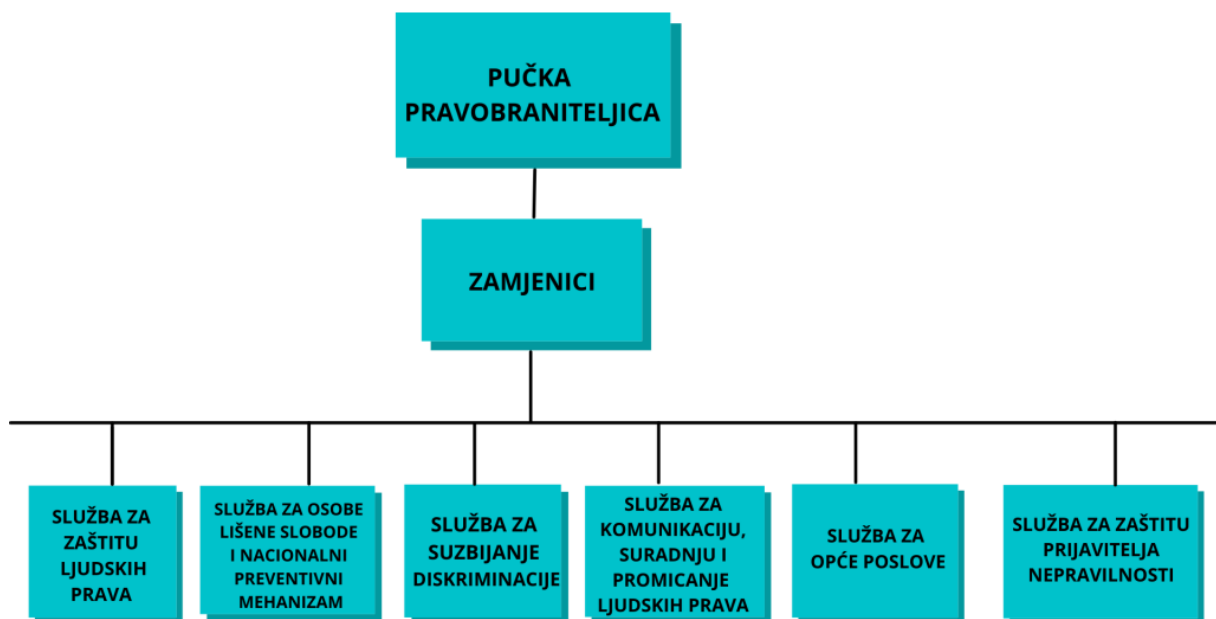 PUČKA
PRAVOBRANITELJICA
ZAMJENICI
SLUŽBA ZA
ZAŠTITU
LJUDSKIH
PRAVA
SLUŽBA ZA OSOBE
LIŠENE SLOBODE
I NACIONALNI
PREVENTIVNI
MEHANIZAM
SLUŽBA ZA
SUZBIJANJE
DISKRIMINACIJE
SLUŽBA ZA
KOMUNIKACIJU,
SURADNJU I
PROMICANJE
LJUDSKIH PRAVA
SLUŽBA ZA
OPĆE POSLOVE
SLUŽBA ZA ZAŠTITU
PRIJAVITELJA
NEPRAVILNOSTI